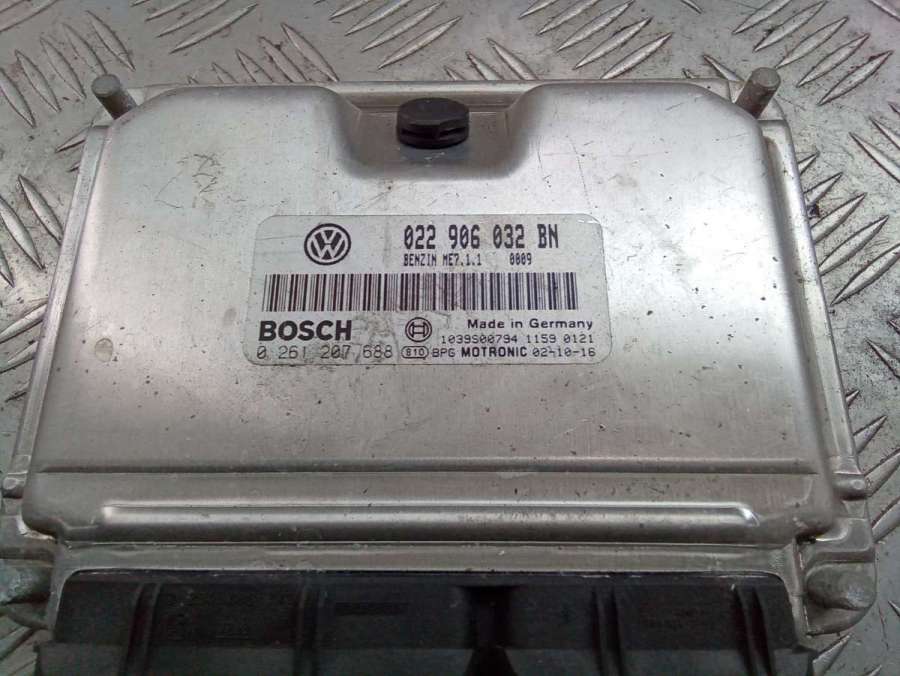 022 906 032 BN
BENZIN ME7.1.1 0009
BOSCH
Made in Germany
1039S00794 1159 0121
0 261 207 688 810 BPG MOTRONIC 02-10-16